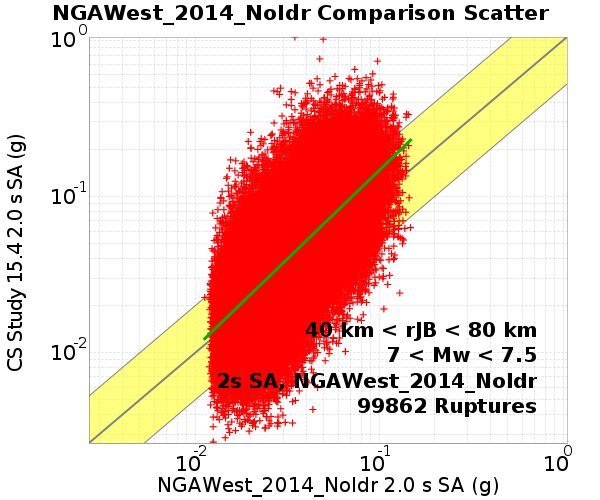 NGAWest_2014_NoIdr Comparison Scatter
CS Study 15.4 2.0 s SA (g)
10^0
10^-1
10^-2
40 km < rJB < 80 km
7 < Mw < 7.5
2s SA, NGAWest_2014_NoIdr
99862 Ruptures
10^-2 10^-1 10^0
NGAWest_2014_NoIdr 2.0 s SA (g)